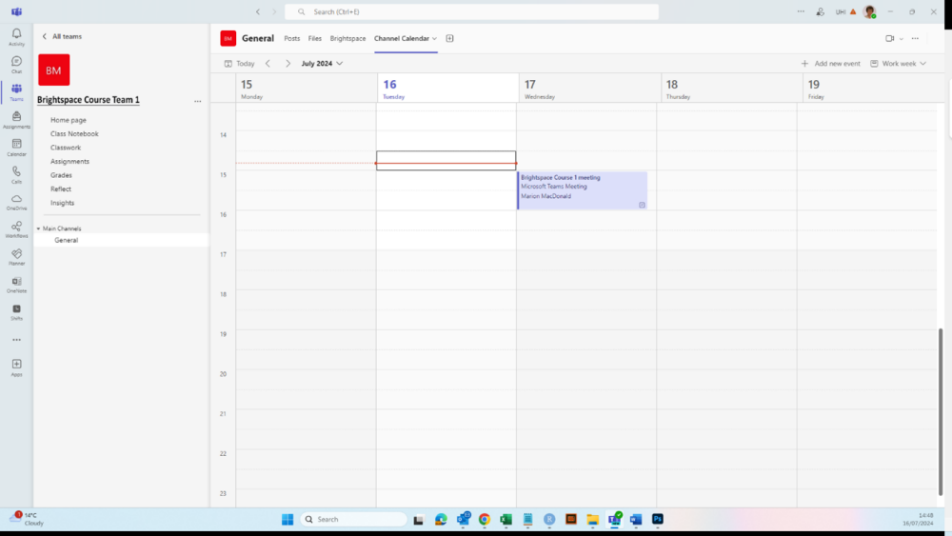 Search (Ctrl+E)
UH
Activity
Chat
Teams
Assignments
Calendar
Calls
OneDrive
Workflows
Planner
OneNote
Apps
All teams
BM
Brightspace Course Team 1
Home page
Class Notebook
Classwork
Assignments
Grades
Reflect
Insights
Main Channels
General
BM General Posts Files Brightspace Channel Calendar
Today July 2024 Add new event Work week
15 16 17 18 19
Monday Tuesday Wednesday Thursday Friday
14
15
16
17
18
19
20
21
22
23
Brightspace Course 1 meeting
Microsoft Teams Meeting
Marion MacDonald
14°C
Cloudy
Search
14:48
16/07/2024